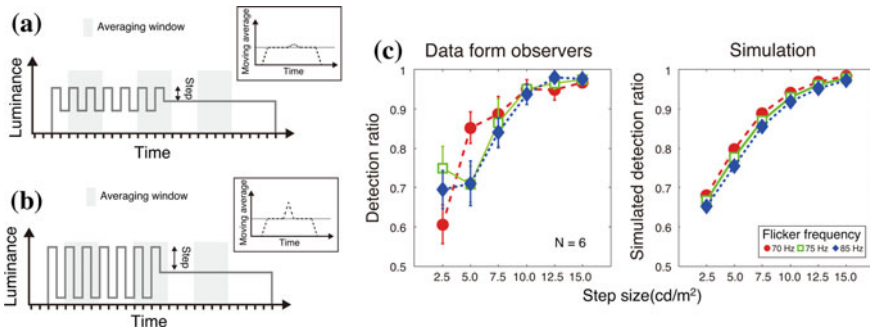 (a)
Averaging window
Luminance
Step
Time
Moving average
Time
(b)
Averaging window
Luminance
Step
Time
Moving average
Time
(c)
Data form observers
Detection ratio
1
0.9
0.8
0.7
0.6
0.5
N = 6
2.5 5.0 7.5 10.0 12.5 15.0
Simulation
Simulated detection ratio
1
0.9
0.8
0.7
0.6
0.5
Flicker frequency
70 Hz 75 Hz 85 Hz
2.5 5.0 7.5 10.0 12.5 15.0
Step size(cd/m²)